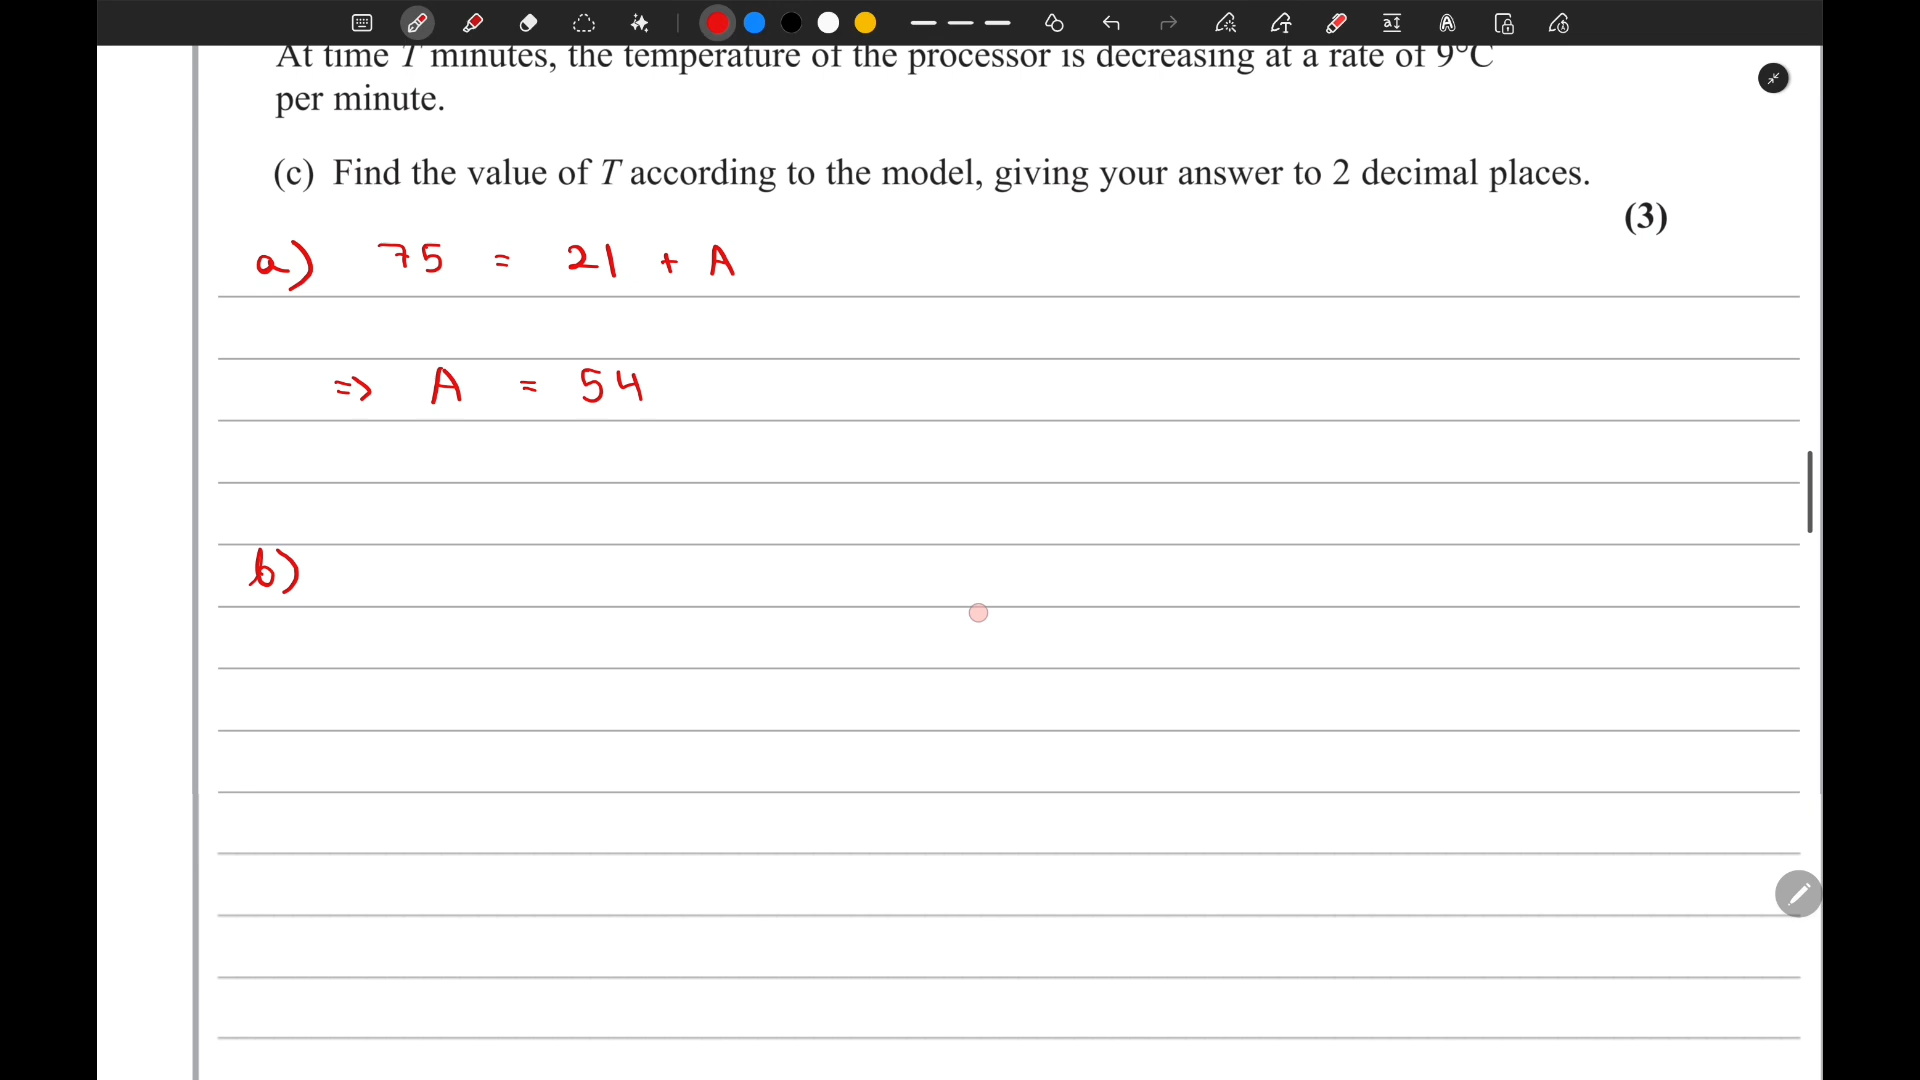 At time T minutes, the temperature of the processor is decreasing at a rate of 9°C
per minute.
(c) Find the value of T according to the model, giving your answer to 2 decimal places.
(3)
a) 75 = 21 + A
=> A = 54
b)